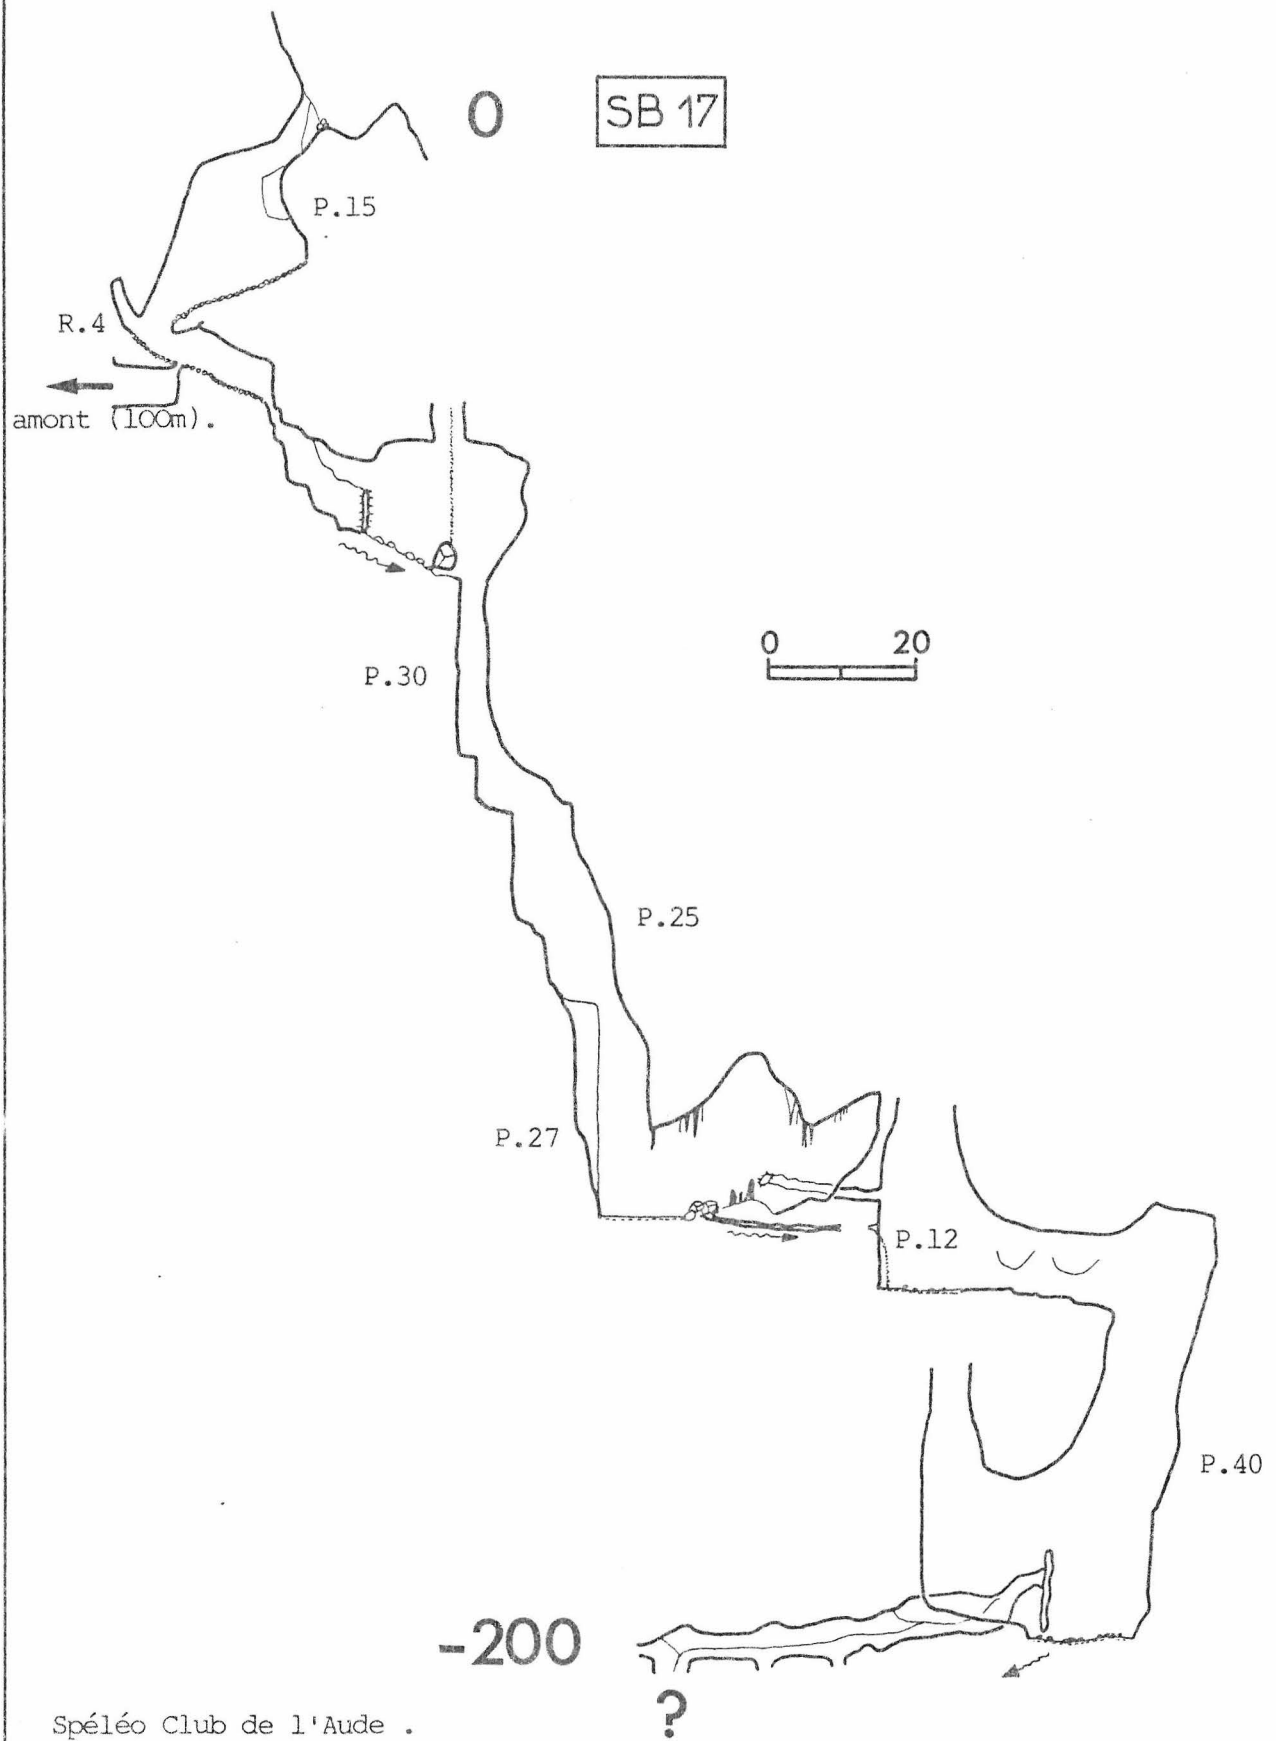 0
SB 17
P.15
R.4
amont (100m).
0 20
P.30
P.25
P.27
P.12
P.40
-200
?
Spéléo Club de l'Aude .